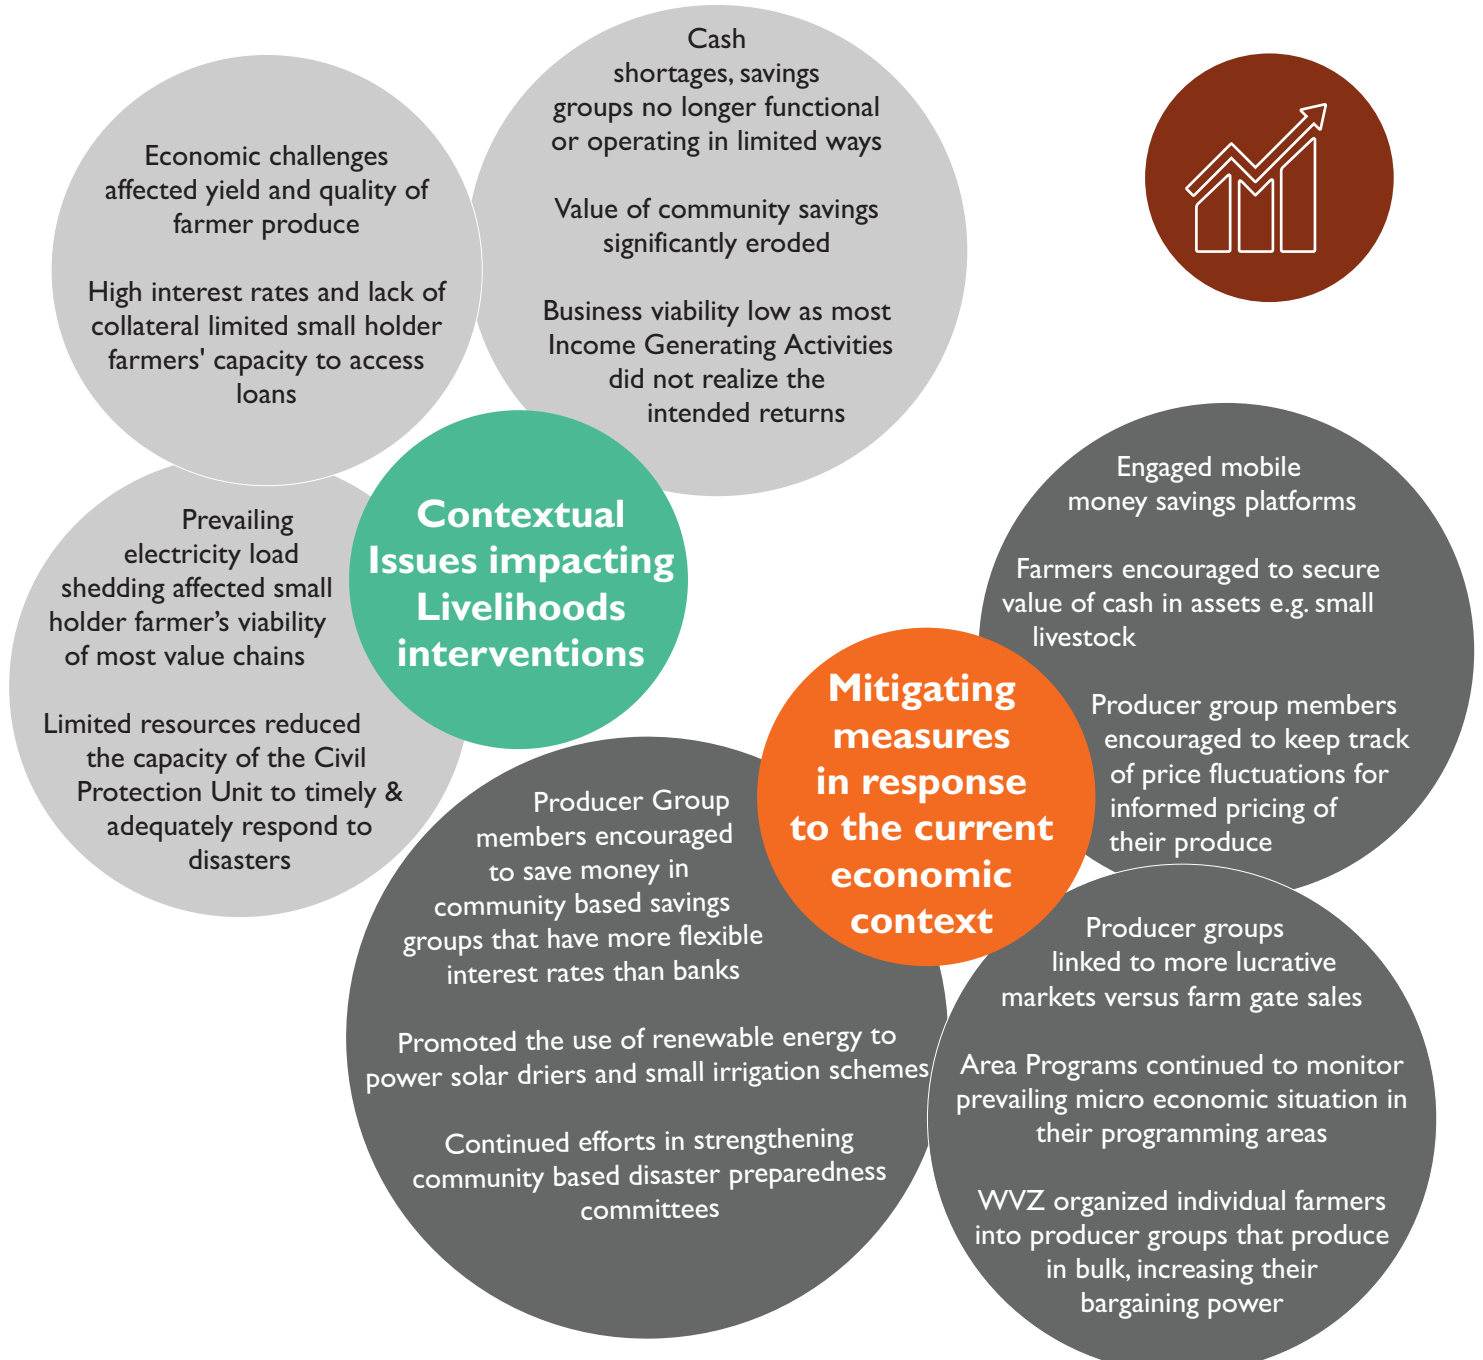 Cash
shortages, savings
groups no longer functional
or operating in limited ways
Value of community savings
significantly eroded
Business viability low as most
Income Generating Activities
did not realize the
intended returns
Economic challenges
affected yield and quality of
farmer produce
High interest rates and lack of
collateral limited small holder
farmers' capacity to access
loans
Prevailing
electricity load
shedding affected small
holder farmer’s viability
of most value chains
Limited resources reduced
the capacity of the Civil
Protection Unit to timely &
adequately respond to
disasters
Contextual
Issues impacting
Livelihoods
interventions
Engaged mobile
money savings platforms
Farmers encouraged to secure
value of cash in assets e.g. small
livestock
Producer group members
encouraged to keep track
of price fluctuations for
informed pricing of
their produce
Mitigating
measures
in response
to the current
economic
context
Producer Group
members encouraged
to save money in
community based savings
groups that have more flexible
interest rates than banks
Promoted the use of renewable energy to
power solar driers and small irrigation schemes
Continued efforts in strengthening
community based disaster preparedness
committees
Producer groups
linked to more lucrative
markets versus farm gate sales
Area Programs continued to monitor
prevailing micro economic situation in
their programming areas
WVZ organized individual farmers
into producer groups that produce
in bulk, increasing their
bargaining power